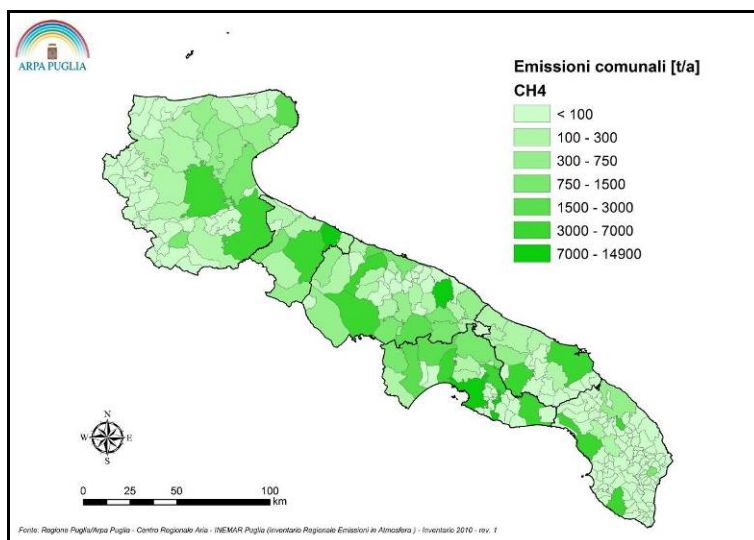 ARPA PUGLIA
Emissioni comunali [t/a]
CH4
< 100
100 - 300
300 - 750
750 - 1500
1500 - 3000
3000 - 7000
7000 - 14900
N
W E
S
0 25 50 100
km
Fonte: Regione Puglia/Arpa Puglia - Centro Regionale Aria - INEMAR Puglia (Inventario Regionale Emissioni in Atmosfera ) - Inventario 2010 - rev. 1